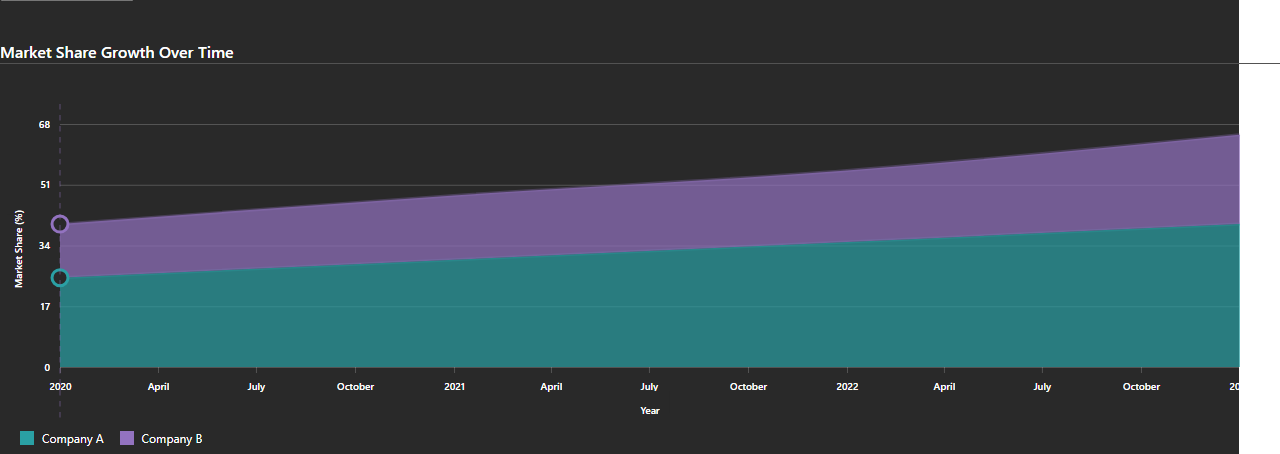 Market Share Growth Over Time
68
51
34
17
0
Market Share (%)
2020 April July October 2021 April July October 2022 April July October 20
Year
Company A Company B